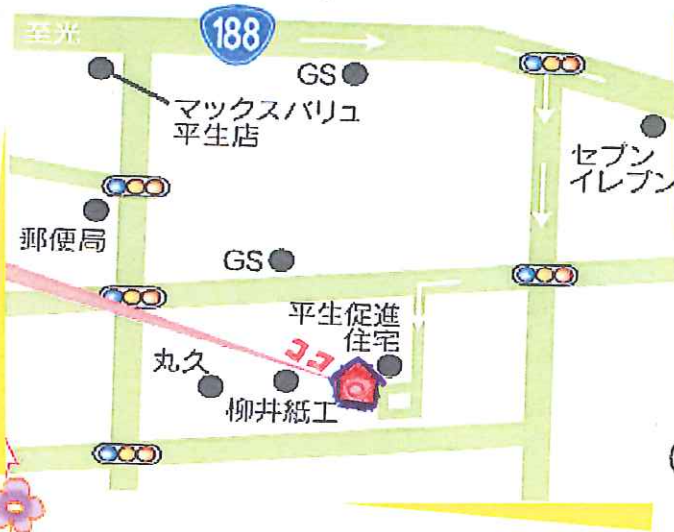 至光
188
GS
マックスバリュ
平生店
セブン
イレブン
郵便局
GS
平生促進
住宅
ココ
丸久
柳井紙工